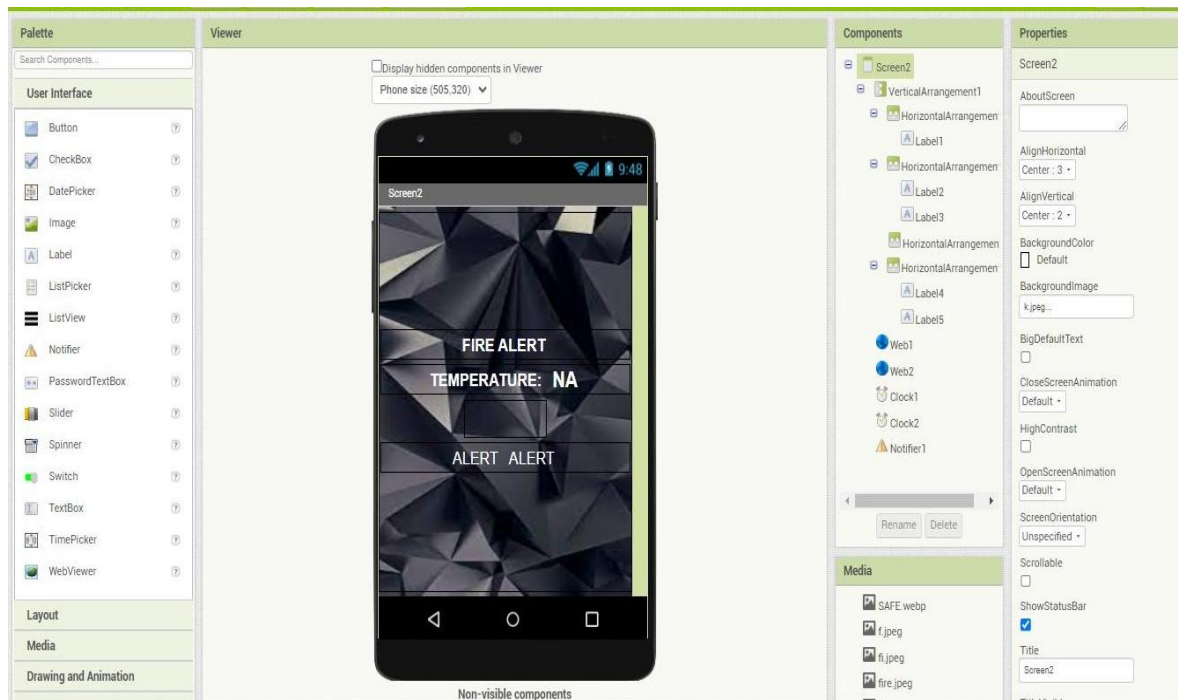 Palette
Search Components...
User Interface
Button
CheckBox
DatePicker
Image
Label
ListPicker
ListView
Notifier
PasswordTextBox
Slider
Spinner
Switch
TextBox
TimePicker
WebViewer
Layout
Media
Drawing and Animation
Viewer
Display hidden components in Viewer
Phone size (505,320)
9:48
Screen2
FIRE ALERT
TEMPERATURE: NA
ALERT ALERT
Non-visible components
Components
Screen2
VerticalArrangement1
HorizontalArrangemen
Label1
HorizontalArrangemen
Label2
Label3
HorizontalArrangemen
HorizontalArrangemen
Label4
Label5
Web1
Web2
Clock1
Clock2
Notifier1
Rename Delete
Media
SAFE.webp
f.jpeg
fi.jpeg
fire.jpeg
Properties
Screen2
AboutScreen
AlignHorizontal
Center : 3
AlignVertical
Center : 2
BackgroundColor
Default
BackgroundImage
k.jpeg...
BigDefaultText
CloseScreenAnimation
Default
HighContrast
OpenScreenAnimation
Default
ScreenOrientation
Unspecified
Scrollable
ShowStatusBar
Title
Screen2